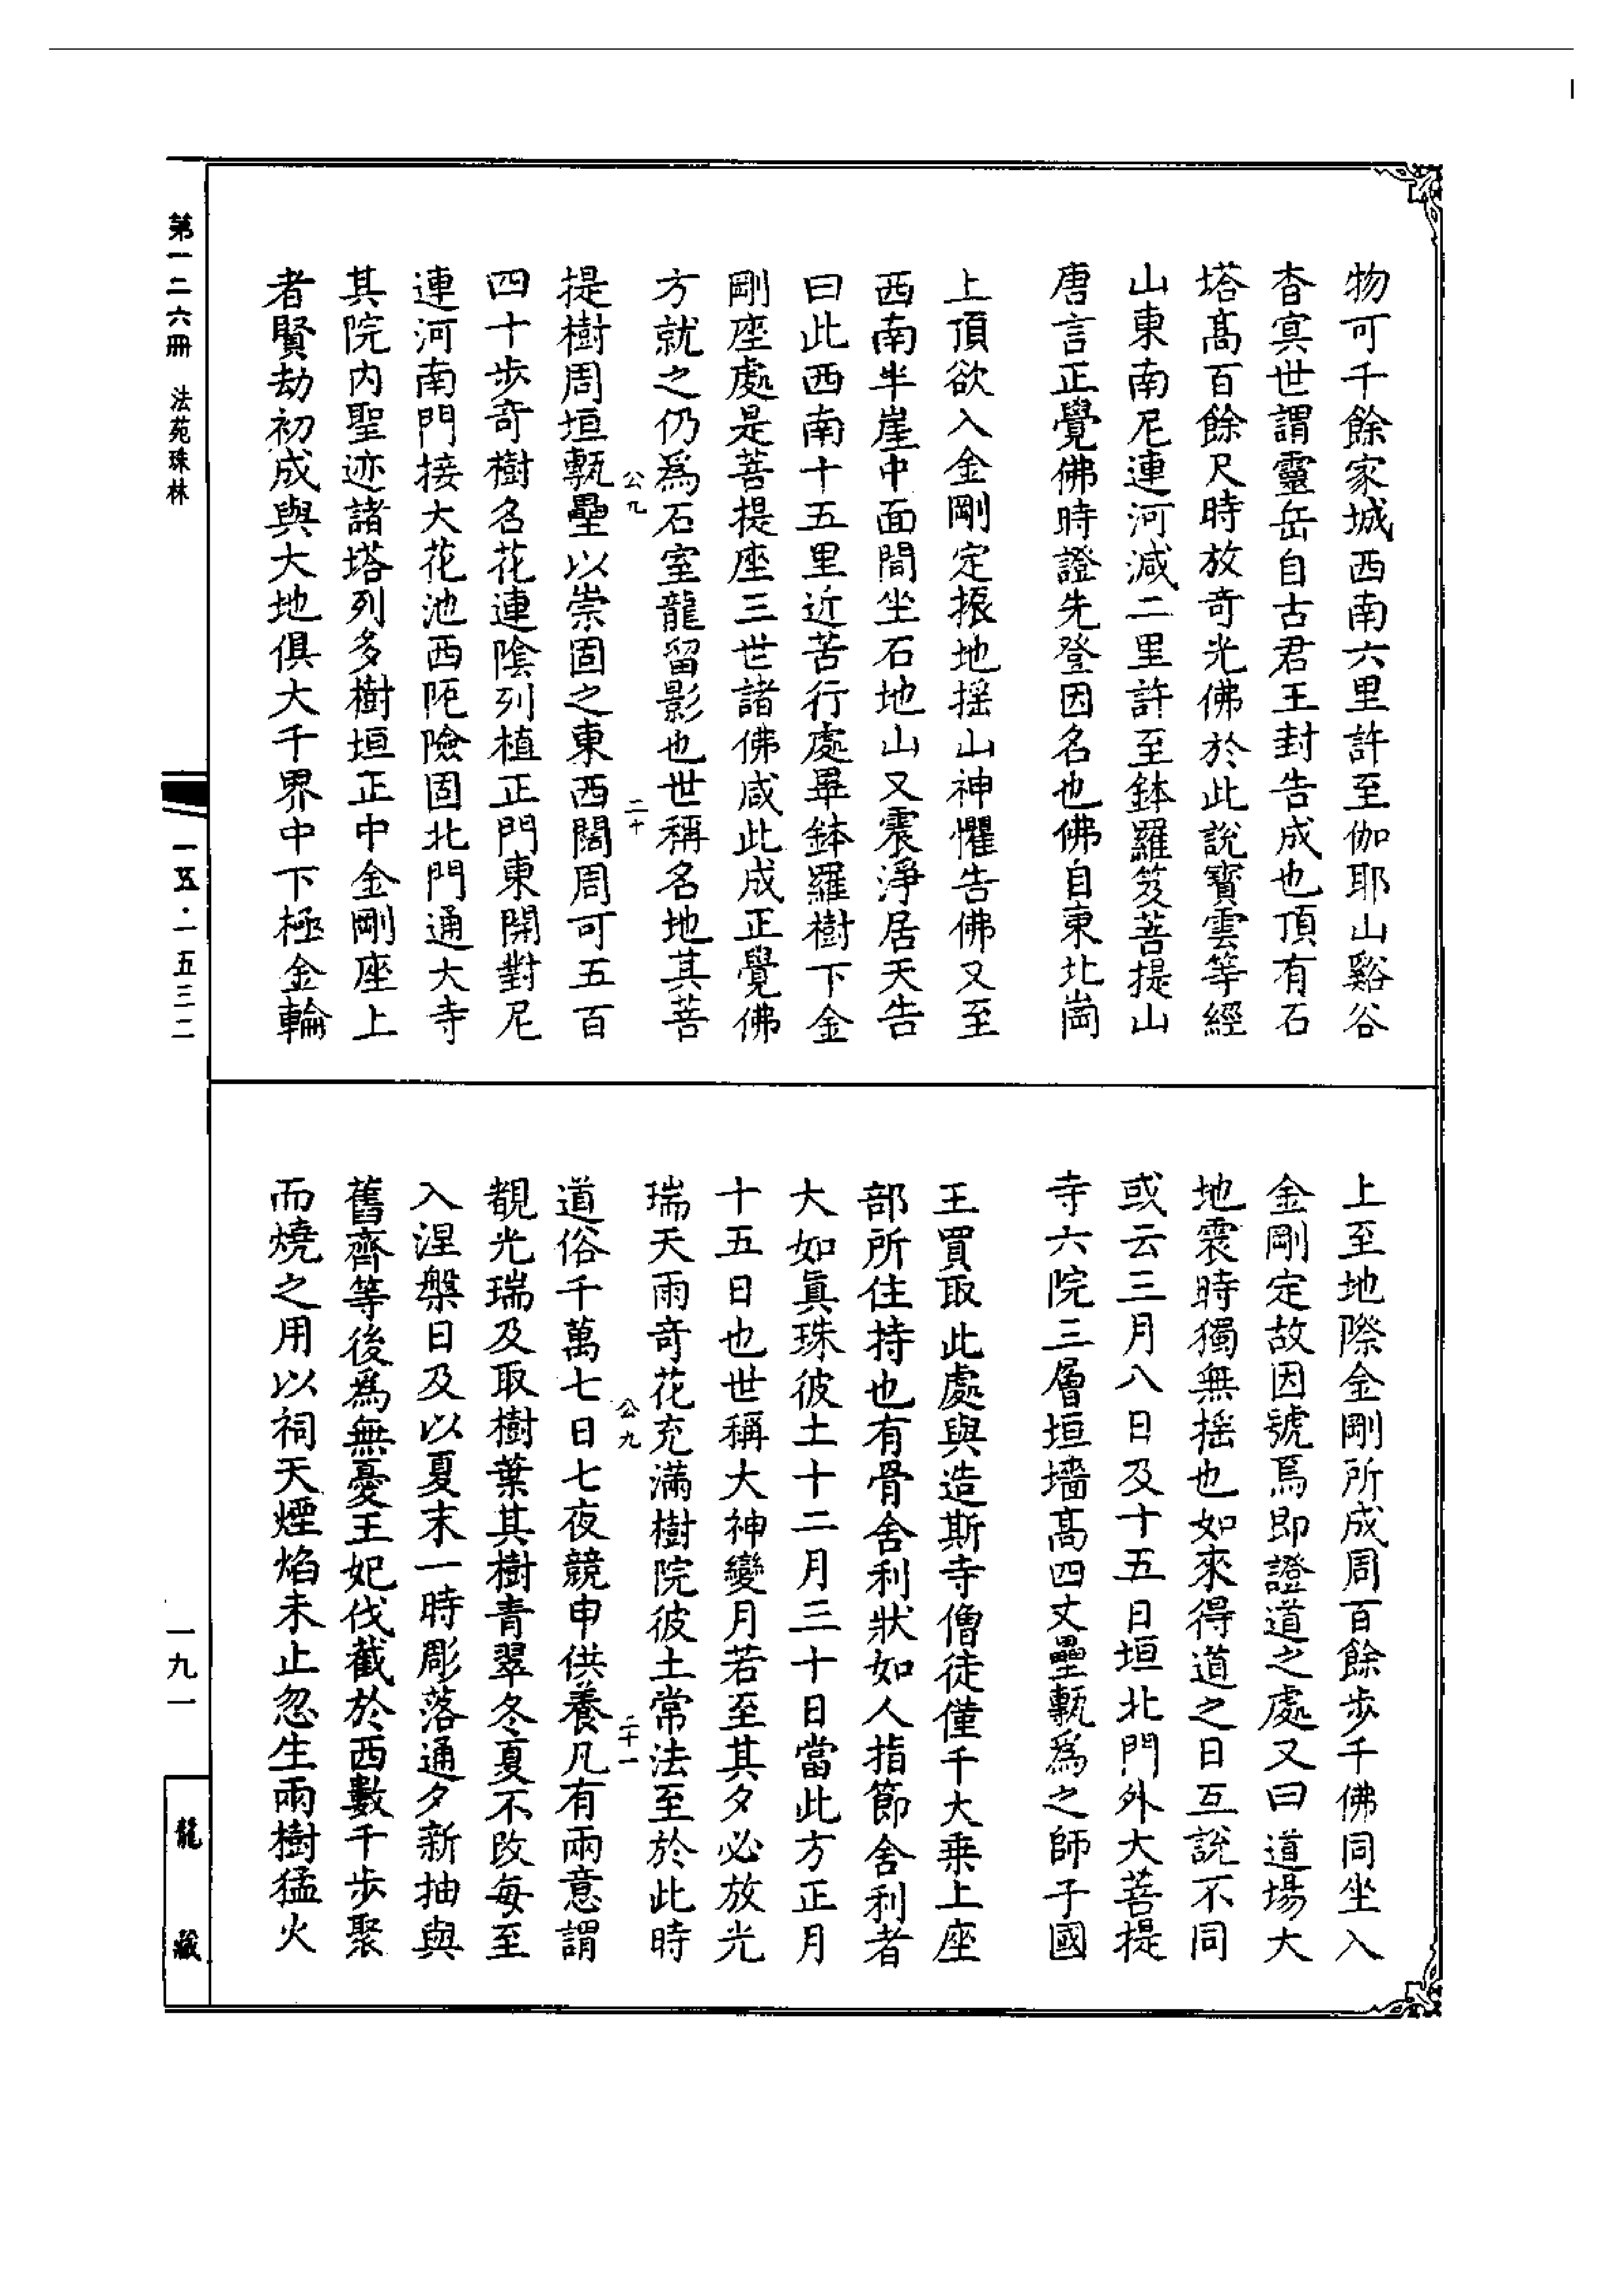 物可千餘家城西南六里許至伽耶山谿谷
杳㝠世謂靈岳自古君王封告成也頂有石
塔髙百餘尺時放奇光佛於此說寳雲等經
山東南尼連河减二里許至鉢羅笈菩提山
唐言正覺佛時證先登因名也佛自東北崗
上頂欲入金剛定振地摇山神懼告佛又至
西南半崖中面間坐石地山又震淨居天告
曰此西南十五里近苦行處畢鉢羅樹下金
剛座處是菩提座三世諸佛咸此成正覺佛
方就之仍爲石室龍留影也世稱名地其菩
公九
二十
提樹周垣甎壘以崇固之東西闊周可五百
四十步奇樹名花連陰列植正門東開對尼
連河南門接大花池西阨險固北門通大寺
其院内聖迹諸塔列多樹垣正中金剛座上
者賢劫初成與大地俱大千界中下極金輪
上至地際金剛所成周百餘步千佛同坐入
金剛定故因號焉即證道之處又曰道場大
地震時獨無摇也如來得道之日互說不同
或云三月八日及十五日垣北門外大菩提
寺六院三層垣墻髙四丈壘甎爲之師子國
王買取此處與造斯寺僧徒僅千大乗上座
部所住持也有骨舍利狀如人指節舍利者
大如眞珠彼土十二月三十日當此方正月
十五日也世稱大神變月若至其夕必放光
瑞天雨奇花充滿樹院彼土常法至於此時
公九
二十一
道俗千萬七日七夜競申供養凡有兩意謂
覩光瑞及取樹葉其樹青翠冬夏不改每至
入涅槃日及以夏末一時彫落通夕新抽與
舊齊等後爲無憂王妃伐截於西數千步聚
而燒之用以祠天煙焰未止忽生兩樹猛火
第一二六冊 法苑珠林
一五·一五三二
一九一
龍藏